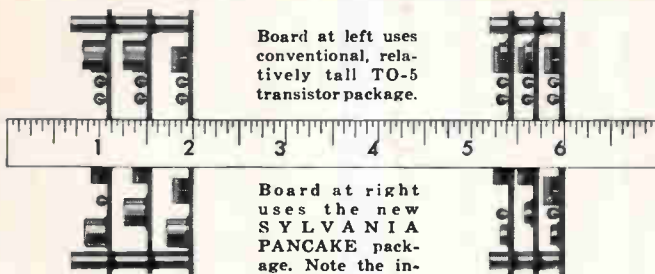 Board at left uses
conventional, rela-
tively tall TO-5
transistor package.
1 2 3 4 5 6
Board at right
uses the new
SYLVANIA
PANCAKE pack-
age. Note the in-